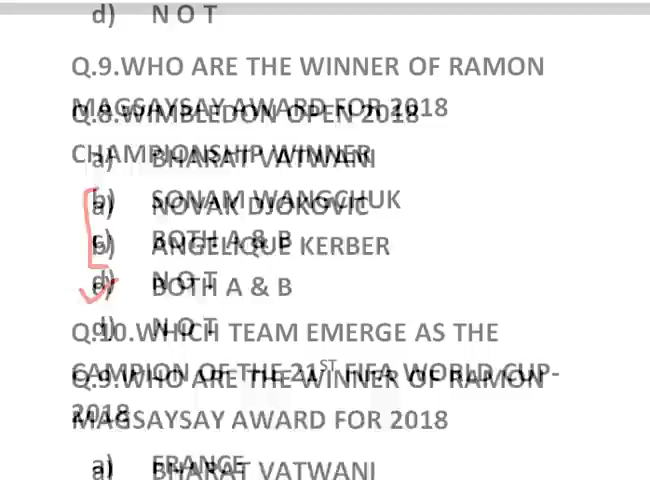 d) N O T
Q.9.WHO ARE THE WINNER OF RAMON
MAGSAYSAY AWARD FOR 2018
Q.8.WIMBLEDON OPEN 2018
CHAMPIONSHIP WINNER
a) BHARAT VATWANI
b) SONAM WANGCHUK
a) NOVAK DJOKOVIC
c) BOTH A & B
b) ANGELIQUE KERBER
d) N O T
c) BOTH A & B
d) N O T
Q.10.WHICH TEAM EMERGE AS THE
CAMPION OF THE 21ST FIFA WORLD CUP-
Q.9.WHO ARE THE WINNER OF RAMON
2018
MAGSAYSAY AWARD FOR 2018
a) FRANCE
a) BHARAT VATWANI